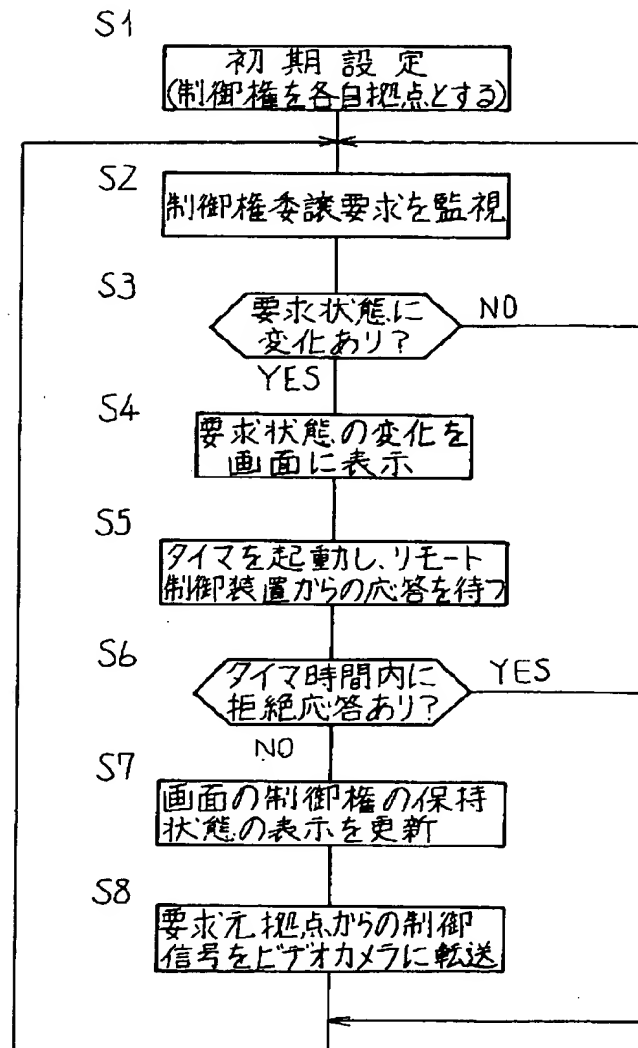 S1
初期設定
(制御権を各自拠点とする)
S2
制御権委譲要求を監視
S3
要求状態に
変化あり?
NO
YES
S4
要求状態の変化を
画面に表示
S5
タイマを起動し、リモート
制御装置からの応答を待つ
S6
タイマ時間内に
拒絶応答あり?
YES
NO
S7
画面の制御権の保持
状態の表示を更新
S8
要求元拠点からの制御
信号をビデオカメラに転送